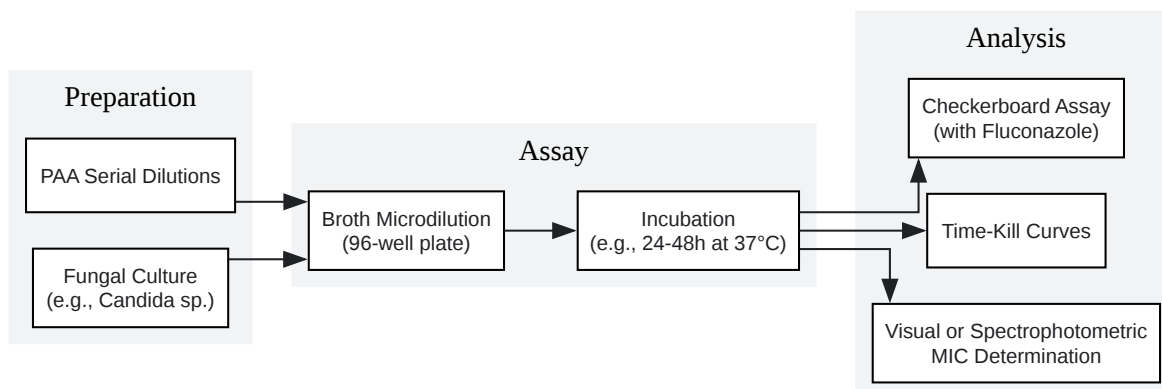 Preparation
PAA Serial Dilutions
Fungal Culture
(e.g., Candida sp.)
Assay
Broth Microdilution
(96-well plate)
Incubation
(e.g., 24-48h at 37°C)
Analysis
Checkerboard Assay
(with Fluconazole)
Time-Kill Curves
Visual or Spectrophotometric
MIC Determination